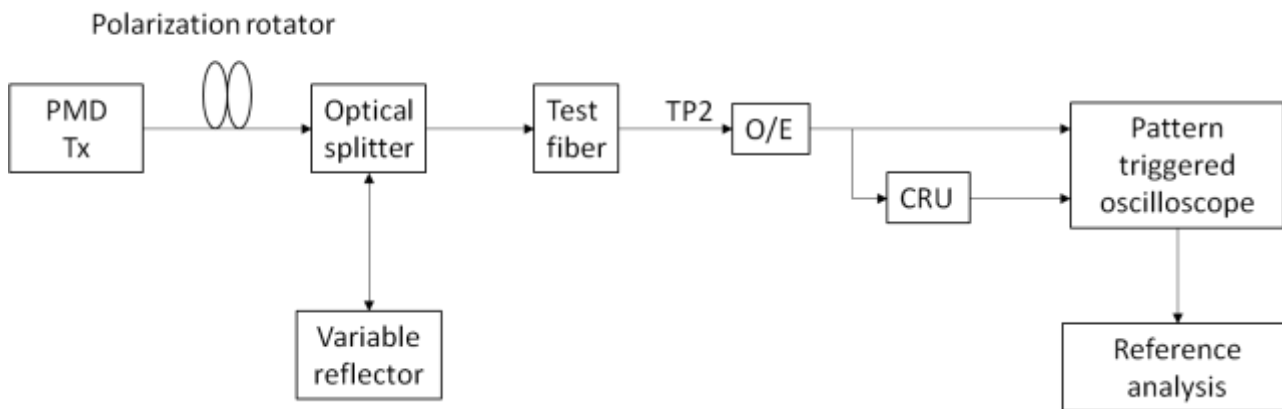 Polarization rotator
PMD
Tx
Optical
splitter
Test
fiber
TP2
O/E
CRU
Pattern
triggered
oscilloscope
Variable
reflector
Reference
analysis